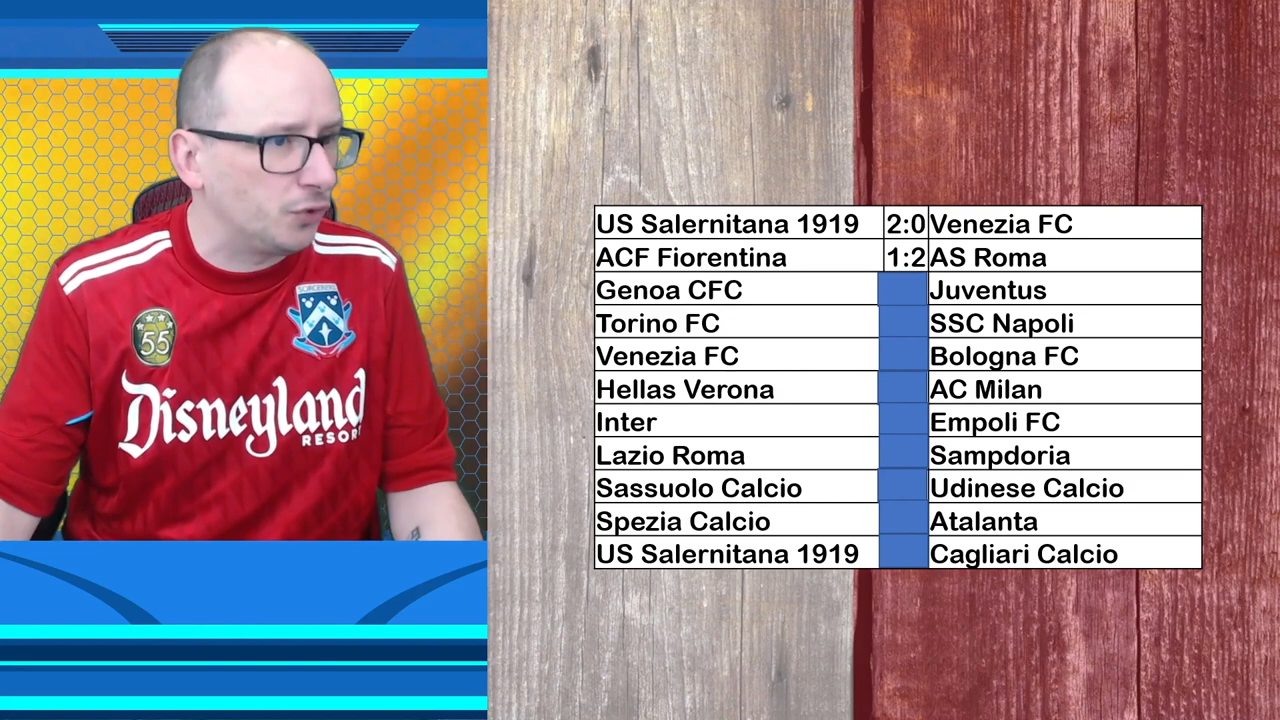 SORCERERS
55
Disneyland
RESORT
US Salernitana 1919 2:0 Venezia FC
ACF Fiorentina 1:2 AS Roma
Genoa CFC Juventus
Torino FC SSC Napoli
Venezia FC Bologna FC
Hellas Verona AC Milan
Inter Empoli FC
Lazio Roma Sampdoria
Sassuolo Calcio Udinese Calcio
Spezia Calcio Atalanta
US Salernitana 1919 Cagliari Calcio